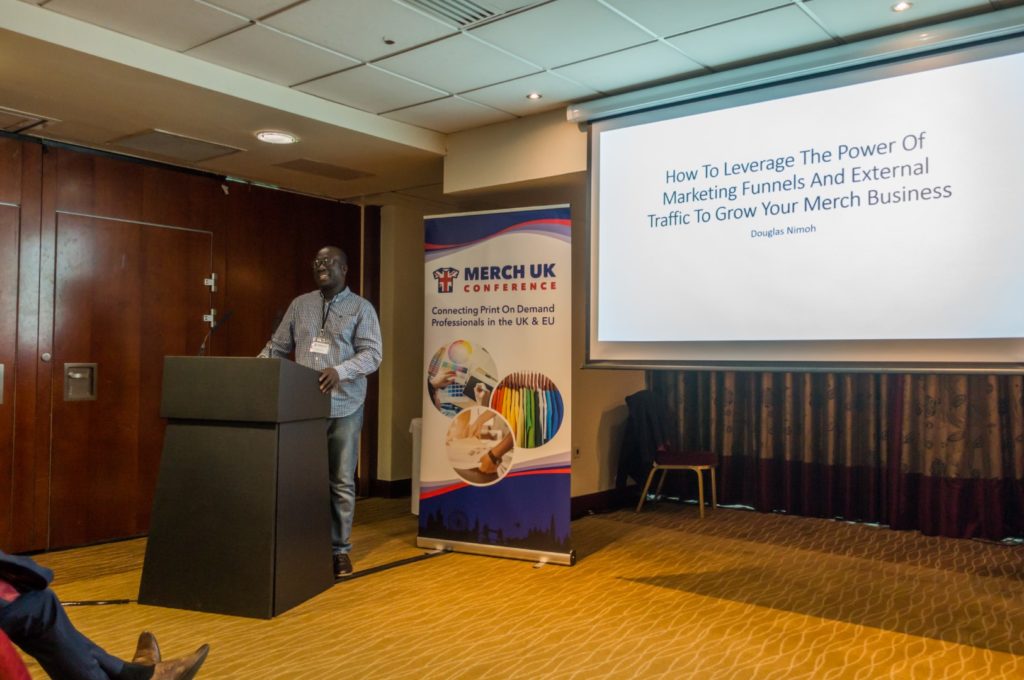 How To Leverage The Power Of
Marketing Funnels And External
Traffic To Grow Your Merch Business
Douglas Nimoh
MERCH UK
CONFERENCE
Connecting Print On Demand
Professionals in the UK & EU